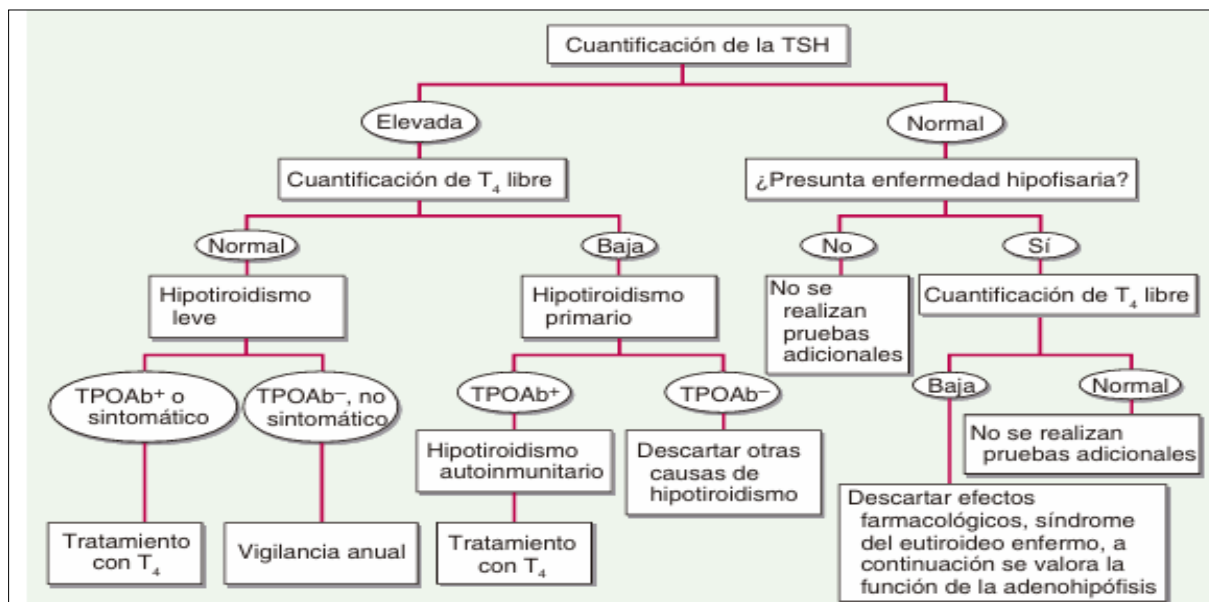 Cuantificación de la TSH
Elevada
Normal
Cuantificación de T₄ libre
¿Presunta enfermedad hipofisaria?
Normal
Baja
No
Sí
Hipotiroidismo
leve
Hipotiroidismo
primario
No se
realizan
pruebas
adicionales
Cuantificación de T₄ libre
TPOAb⁺ o
sintomático
TPOAb⁻, no
sintomático
TPOAb⁺
TPOAb⁻
Baja
Normal
Hipotiroidismo
autoinmunitario
Descartar otras
causas de
hipotiroidismo
No se realizan
pruebas adicionales
Tratamiento
con T₄
Vigilancia anual
Tratamiento
con T₄
Descartar efectos
farmacológicos, síndrome
del eutiroideo enfermo, a
continuación se valora la
función de la adenohipófisis